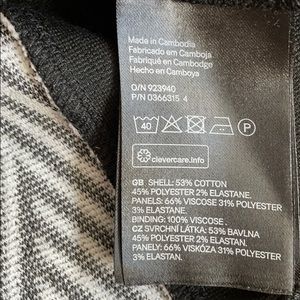 Made in Cambodia
Fabricado em Camboja
Fabriqué en Cambodge
Hecho en Camboya
O/N 923940
P/N 0366315 4
40
P
clevercare.info
GB SHELL: 53% COTTON
45% POLYESTER 2% ELASTANE.
PANELS: 66% VISCOSE 31% POLYESTER
3% ELASTANE.
BINDING: 100% VISCOSE.
CZ SVRCHNÍ LÁTKA: 53% BAVLNA
45% POLYESTER 2% ELASTAN.
PANELY: 66% VISKÓZA 31% POLYESTER
3% ELASTAN.